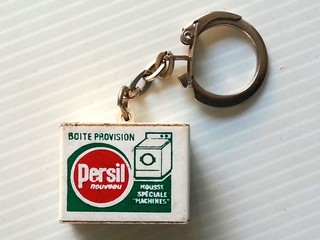 BOITE PROVISION
Persil
nouveau
MOUSSE
SPÉCIALE
"MACHINES"